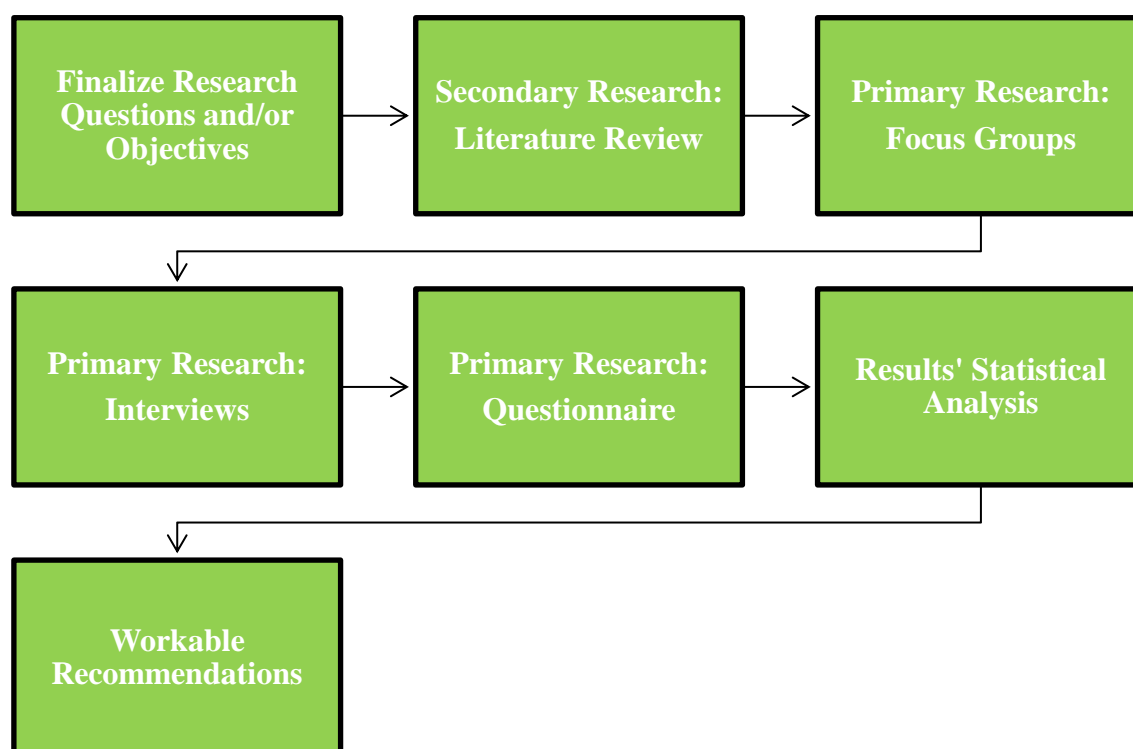 Finalize Research
Questions and/or
Objectives
Secondary Research:
Literature Review
Primary Research:
Focus Groups
Primary Research:
Interviews
Primary Research:
Questionnaire
Results' Statistical
Analysis
Workable
Recommendations